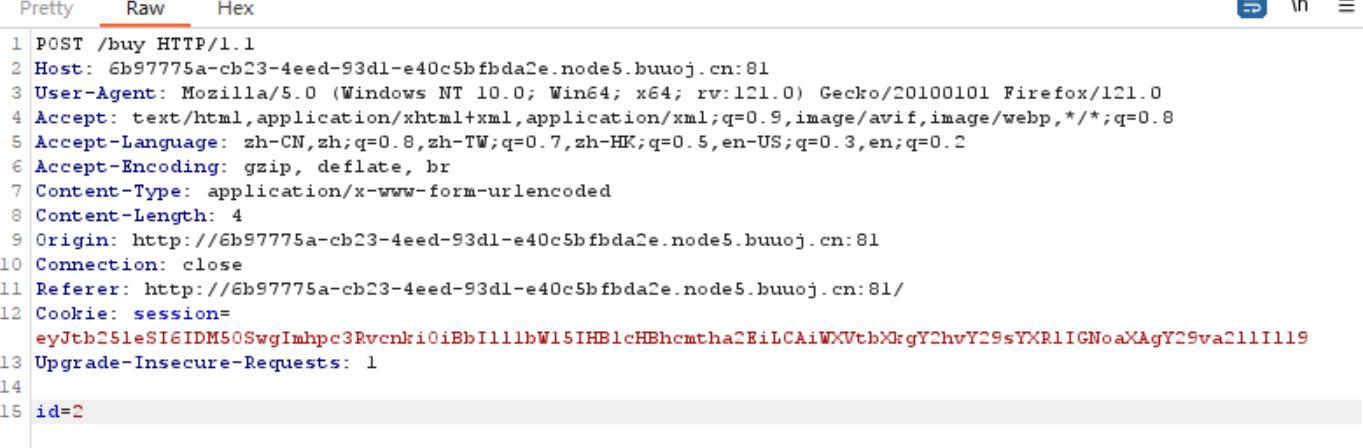 Pretty Raw Hex \n
1 POST /buy HTTP/1.1
2 Host: 6b97775a-cb23-4eed-93d1-e40c5bfbda2e.node5.buuoj.cn:81
3 User-Agent: Mozilla/5.0 (Windows NT 10.0; Win64; x64; rv:121.0) Gecko/20100101 Firefox/121.0
4 Accept: text/html,application/xhtml+xml,application/xml;q=0.9,image/avif,image/webp,*/*;q=0.8
5 Accept-Language: zh-CN,zh;q=0.8,zh-TW;q=0.7,zh-HK;q=0.5,en-US;q=0.3,en;q=0.2
6 Accept-Encoding: gzip, deflate, br
7 Content-Type: application/x-www-form-urlencoded
8 Content-Length: 4
9 Origin: http://6b97775a-cb23-4eed-93d1-e40c5bfbda2e.node5.buuoj.cn:81
10 Connection: close
11 Referer: http://6b97775a-cb23-4eed-93d1-e40c5bfbda2e.node5.buuoj.cn:81/
12 Cookie: session=
eyJtb25leSI6IDM5OSwgImhpc3RvcnkiOiBbIll1bW15IHBlcHBhcmtha2EiLCAiWXVtbXkgY2hvY29sYXRlIGNoaXAgY29va2llIl19
13 Upgrade-Insecure-Requests: 1
14
15 id=2